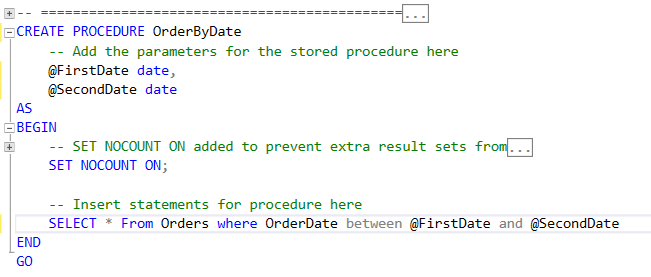 -- =============================================...
CREATE PROCEDURE OrderByDate
-- Add the parameters for the stored procedure here
@FirstDate date,
@SecondDate date
AS
BEGIN
-- SET NOCOUNT ON added to prevent extra result sets from...
SET NOCOUNT ON;
-- Insert statements for procedure here
SELECT * From Orders where OrderDate between @FirstDate and @SecondDate
END
GO